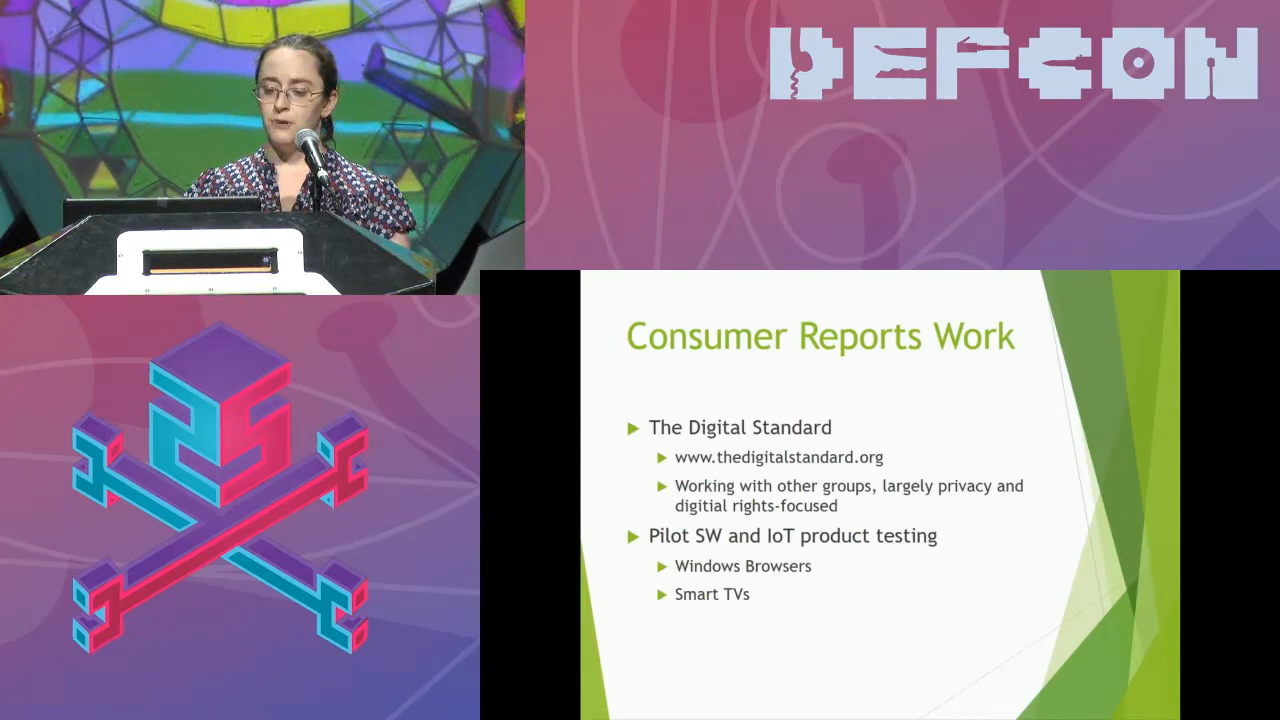 DEFCON
Consumer Reports Work
The Digital Standard
www.thedigitalstandard.org
Working with other groups, largely privacy and
digitial rights-focused
Pilot SW and IoT product testing
Windows Browsers
Smart TVs